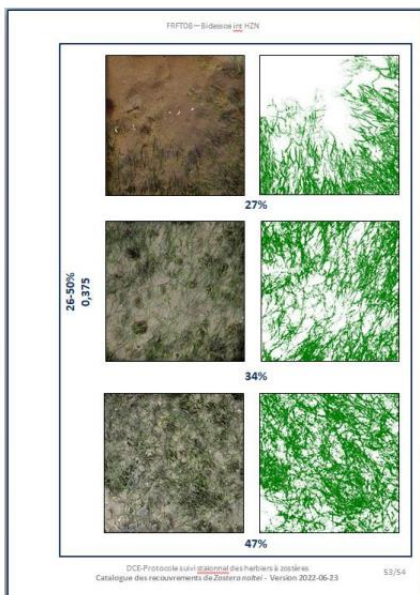 FRFT08 — Bidassoa int HZN
27%
26-50%
0,375
34%
47%
DCE-Protocole suivi stationnel des herbiers à zostères
Catalogue des recouvrements de Zostera noltei - Version 2022-06-23
53/54